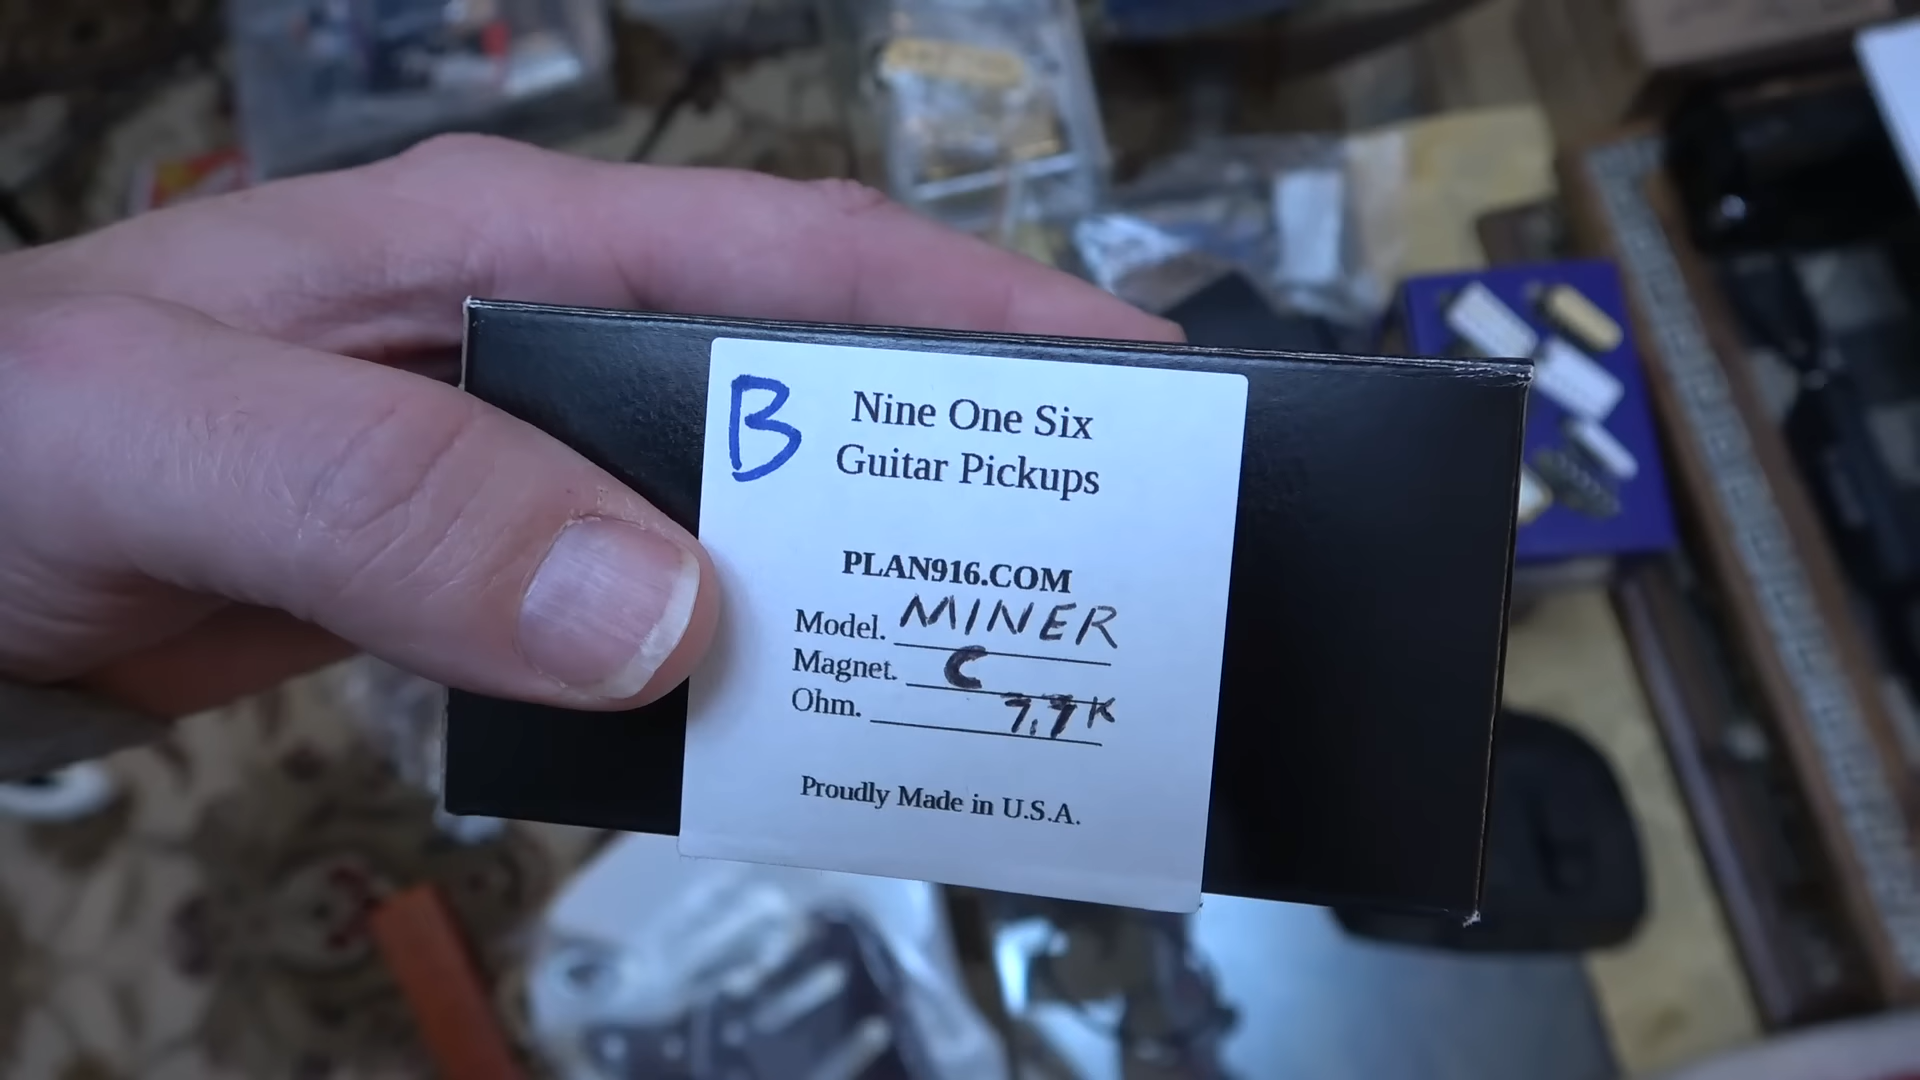 B
Nine One Six
Guitar Pickups
PLAN916.COM
Model. MINER
Magnet. C
Ohm. 7.7K
Proudly Made in U.S.A.